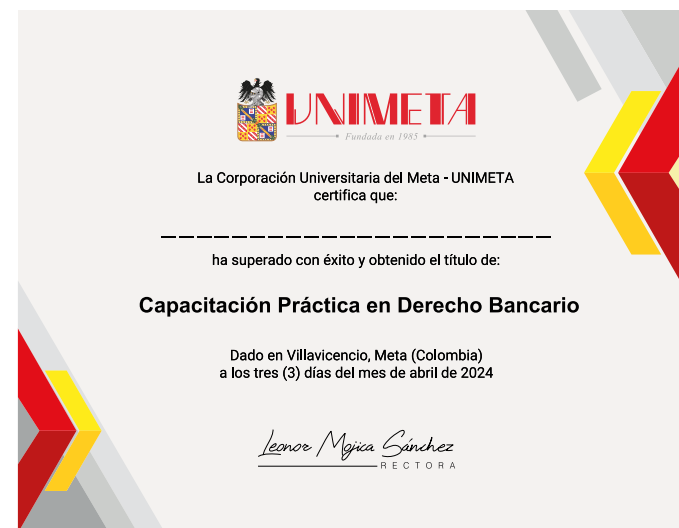 UNIMETA
Fundada en 1985
La Corporación Universitaria del Meta - UNIMETA
certifica que:
ha superado con éxito y obtenido el título de:
Capacitación Práctica en Derecho Bancario
Dado en Villavicencio, Meta (Colombia)
a los tres (3) días del mes de abril de 2024
Leonor Mojica Sánchez
RECTORA